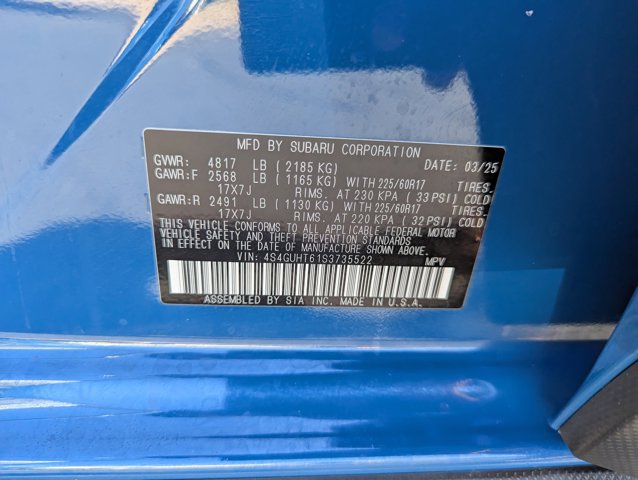 MFD BY SUBARU CORPORATION
GVWR: 4817 LB (2185 KG) DATE: 03/25
GAWR:F 2568 LB (1165 KG) WITH 225/60R17 TIRES.
17X7J RIMS. AT 230 KPA (33 PSI) COLD
GAWR:R 2491 LB (1130 KG) WITH 225/60R17 TIRES.
17X7J RIMS. AT 220 KPA (32 PSI) COLD
THIS VEHICLE CONFORMS TO ALL APPLICABLE FEDERAL MOTOR
VEHICLE SAFETY AND THEFT PREVENTION STANDARDS
IN EFFECT ON THE DATE OF MANUFACTURE SHOWN ABOVE.
VIN: 4S4GUHT61S3735522 MPV
ASSEMBLED BY SIA INC. MADE IN U.S.A.